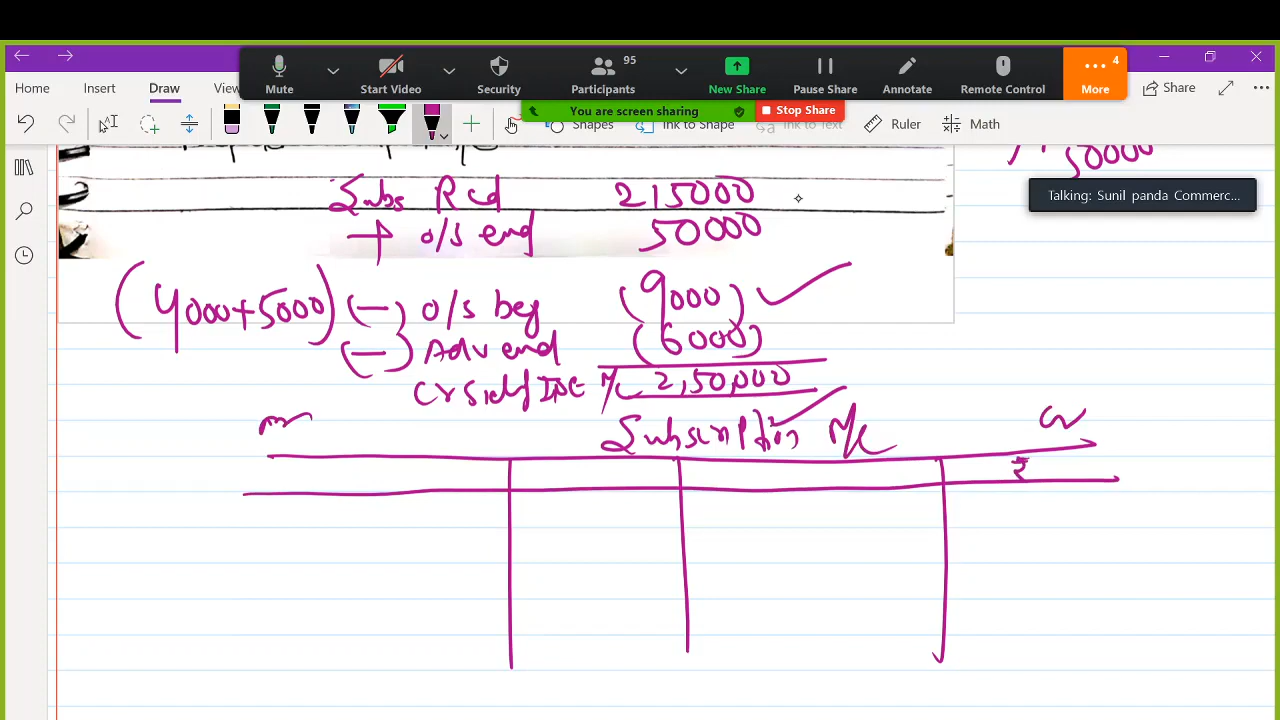 95
4
Mute Start Video Security Participants New Share Pause Share Annotate Remote Control More
Home Insert Draw View Share
You are screen sharing Stop Share
Shapes Ink to Shape Ink to Text Ruler Math
50000
Talking: Sunil panda Commerc...
Subs Rcd 215000
+ o/s end 50000
(4000+5000) (-) o/s beg (9000)
(-) Adv end (6000)
Cr side of I&E A/C 2,50,000
Subscription A/C Cr
₹